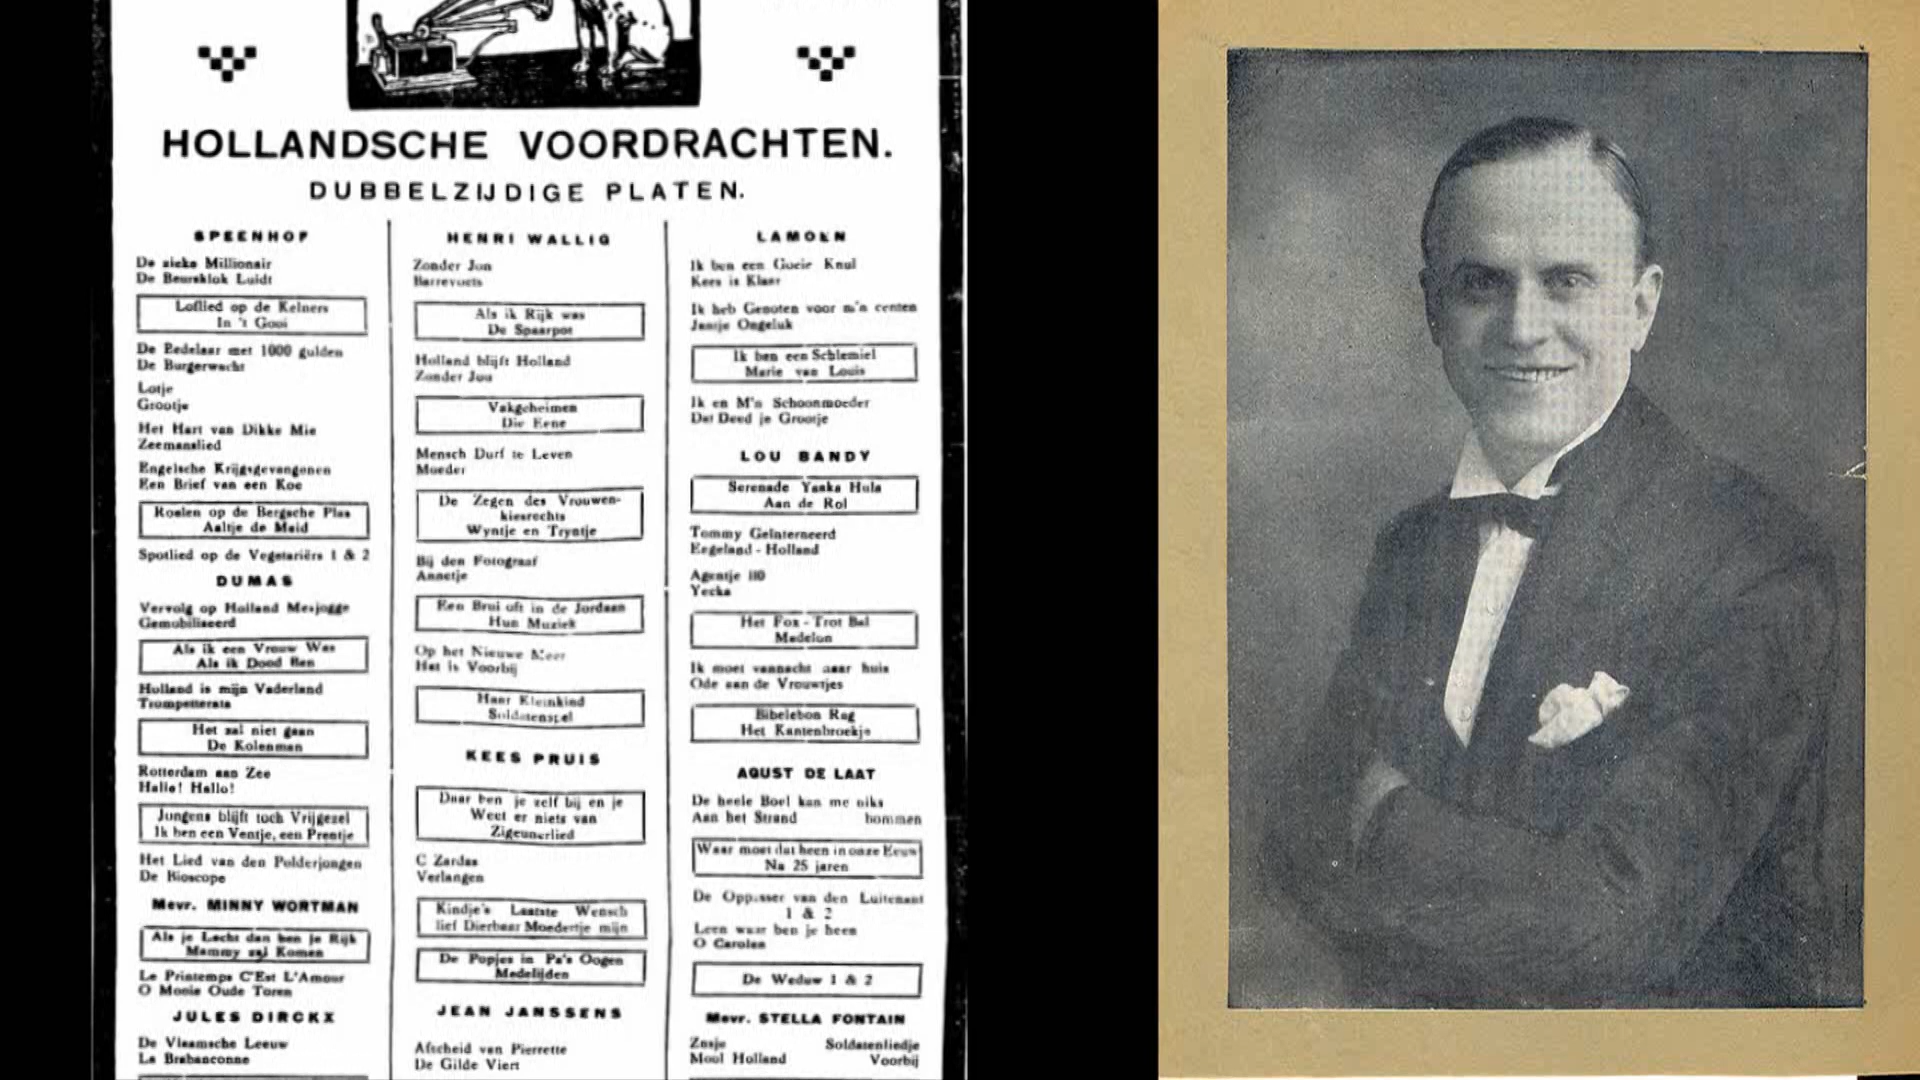 HOLLANDSCHE VOORDRACHTEN.
DUBBELZIJDIGE PLATEN.
SPEENHOF
De zieke Millionair
De Beursklok Luidt
Loflied op de Kelners
In 't Gooi
De Bedelaar met 1000 gulden
De Burgerwacht
Lotje
Grootje
Het Hart van Dikke Mie
Zeemanslied
Engelsche Krijgsgevangenen
Een Brief van een Koe
Roeien op de Bergsche Plas
Aaltje de Meid
Spotlied op de Vegetariërs 1 & 2
DUMAS
Vervolg op Holland Mesjogge
Gemobiliseerd
Als ik een Vrouw Was
Als ik Dood Ben
Holland is mijn Vaderland
Trompetterata
Het zal niet gaan
De Kolenman
Rotterdam aan Zee
Hallo! Hallo!
Jungens blijft toch Vrijgezel
Ik ben een Ventje, een Prentje
Het Lied van den Polderjongen
De Bioscope
Mevr. MINNY WORTMAN
Als je Lacht dan ben je Rijk
Mammy zal Komen
Le Printemps C'Est L'Amour
O Mooie Oude Toren
JULES DIRCKX
De Vlaamsche Leeuw
La Brabanconne
HENRI WALLIG
Zonder Jou
Barrevoets
Als ik Rijk was
De Spaarpot
Holland blijft Holland
Zonder Jou
Vakgeheimen
Die Eene
Mensch Durf te Leven
Moeder
De Zegen des Vrouwen-
kiesrechts
Wyntje en Tryntje
Bij den Fotograaf
Annetje
Een Brui oft in de Jordaan
Hun Muziek
Op het Nieuwe Meer
Het is Voorbij
Haar Kleinkind
Soldatenspel
KEES PRUIS
Daar ben je zelf bij en je
Weet er niets van
Zigeunerlied
C Zardas
Verlangen
Kindje's Laatste Wensch
lief Dierbaar Moedertje mijn
De Popjes in Pa's Oogen
Medelijden
JEAN JANSSENS
Afscheid van Pierrette
De Gilde Viert
LAMOEN
Ik ben een Goeie Knul
Kees is Klaar
Ik heb Genoten voor m'n centen
Jantje Ongeluk
Ik ben een Schlemiel
Marie van Louis
Ik en M'n Schoonmoeder
Dat Deed je Grootje
LOU BANDY
Serenade Yaaka Hula
Aan de Rol
Tommy Geïnterneerd
Engeland - Holland
Agentje 110
Yecka
Het Fox - Trot Bal
Madelon
Ik moet vannacht naar huis
Ode aan de Vrouwtjes
Bibelebon Rag
Het Kantenbroekje
AQUST DE LAAT
De heele Boel kan me niks
Aan het Strand bommen
Waar moet dat heen in onze Eeuw
Na 25 jaren
De Oppasser van den Luitenant
1 & 2
Leen waar ben je heen
O Carolen
De Weduw 1 & 2
Mevr. STELLA FONTAIN
Znsje Soldatenliedje
Mooi Holland Voorbij